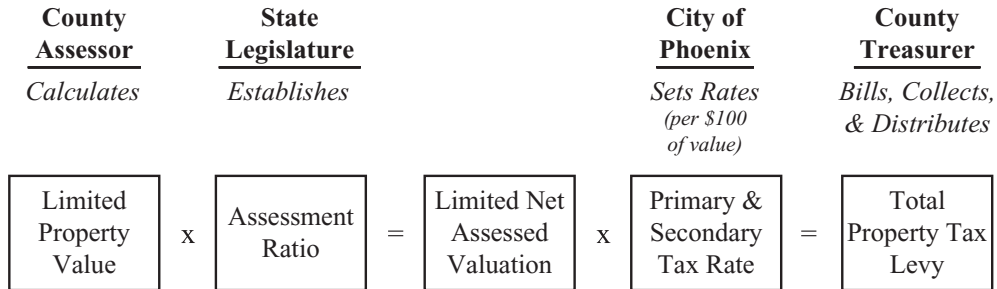 County
Assessor
Calculates
State
Legislature
Establishes
City of
Phoenix
Sets Rates
(per $100
of value)
County
Treasurer
Bills, Collects,
& Distributes
Limited
Property
Value
x
Assessment
Ratio
=
Limited Net
Assessed
Valuation
x
Primary &
Secondary
Tax Rate
=
Total
Property Tax
Levy